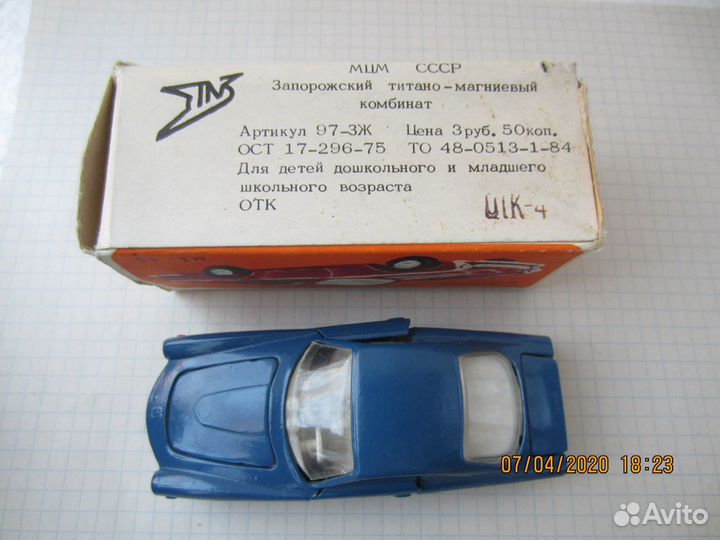 МЦМ СССР
Запорожский титано-магниевый
комбинат
Артикул 97-3Ж Цена 3руб. 50коп.
ОСТ 17-296-75 ТО 48-0513-1-84
Для детей дошкольного и младшего
школьного возраста
ОТК
ОТК-4
07/04/2020 18:23
Avito